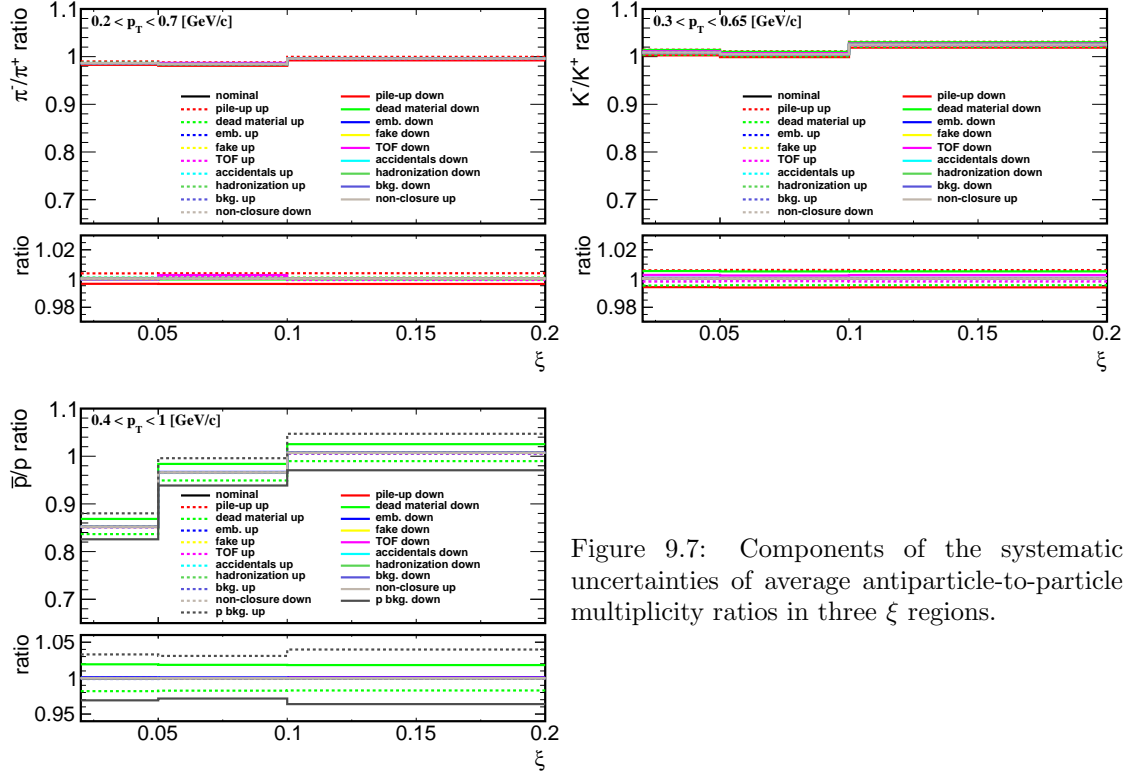 0.2 < p_T < 0.7 [GeV/c]
π⁻/π⁺ ratio
1.1
1
0.9
0.8
0.7
nominal
pile-up up
dead material up
emb. up
fake up
TOF up
accidentals up
hadronization up
bkg. up
non-closure down
pile-up down
dead material down
emb. down
fake down
TOF down
accidentals down
hadronization down
bkg. down
non-closure up
ratio
1.02
1
0.98
0.05 0.1 0.15 0.2
ξ
0.3 < p_T < 0.65 [GeV/c]
K⁻/K⁺ ratio
1.1
1
0.9
0.8
0.7
nominal
pile-up up
dead material up
emb. up
fake up
TOF up
accidentals up
hadronization up
bkg. up
non-closure down
pile-up down
dead material down
emb. down
fake down
TOF down
accidentals down
hadronization down
bkg. down
non-closure up
ratio
1.02
1
0.98
0.05 0.1 0.15 0.2
ξ
0.4 < p_T < 1 [GeV/c]
p̅/p ratio
1.1
1
0.9
0.8
0.7
nominal
pile-up up
dead material up
emb. up
fake up
TOF up
accidentals up
hadronization up
bkg. up
non-closure down
p bkg. up
pile-up down
dead material down
emb. down
fake down
TOF down
accidentals down
hadronization down
bkg. down
non-closure up
p bkg. down
ratio
1.05
1
0.95
0.05 0.1 0.15 0.2
ξ
Figure 9.7: Components of the systematic
uncertainties of average antiparticle-to-particle
multiplicity ratios in three ξ regions.